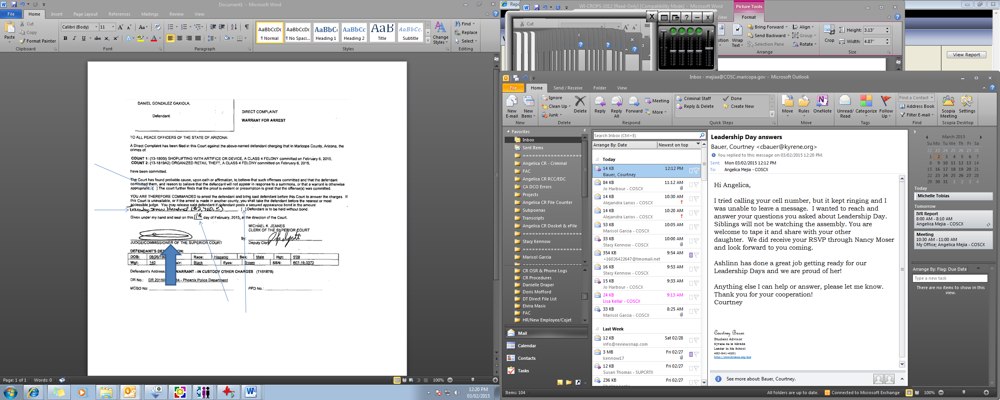 Document1 - Microsoft Word
File Home Insert Page Layout References Mailings Review View
Paste
Cut
Copy
Format Painter
Clipboard
Calibri (Body) 11
Font
Paragraph
AaBbCcDc AaBbCcDc AaBbC AaBbCc AaB AaBbCc.
¶ Normal ¶ No Spaci... Heading 1 Heading 2 Title Subtitle
Change Styles
Styles
Find
Replace
Select
Editing
DANIEL GONZALEZ GAXIOLA,
Defendant.
DIRECT COMPLAINT
WARRANT FOR ARREST
TO ALL PEACE OFFICERS OF THE STATE OF ARIZONA:
A Direct Complaint has been filed in this Court against the above-named defendant charging that in Maricopa County, Arizona, the
crimes of:
COUNT 1: (13-1805I) SHOPLIFTING WITH ARTIFICE OR DEVICE, A CLASS 4 FELONY committed on February 6, 2015,
COUNT 2: (13-1819A2) ORGANIZED RETAIL THEFT, A CLASS 4 FELONY committed on February 6, 2015,
have been committed.
The Court has found probable cause, upon oath or affirmation, to believe that such offenses committed and that the defendant
committed them, and reason to believe that the defendant will not appear in response to a summons, or that a warrant is otherwise
appropriate. [ ] The court further finds that the proof is evident or presumption is great that the offense(s) was committed.
YOU ARE THEREFORE COMMANDED to arrest the defendant and bring said defendant before this Court to answer the charges. If
this Court is unavailable, or if the arrest is made in another county, you shall take the defendant before the nearest or most
accessible judge. You may release said defendant if defendant posts a secured appearance bond in the amount
Twenty seven Hundred ($2,700.00) . [ ] Defendant is to be held without bond.
Given under my hand and seal on this 11th day of February, 2015, at the direction of the Court.
MICHAEL K. JEANES
CLERK OF THE SUPERIOR COURT
By:
JUDGE/COMMISSIONER OF THE SUPERIOR COURT Deputy Clerk
DEFENDANT'S
DOB: 08/26/199 Race: Hispanic Sex: Male Hgt: 5'09
Wgt: 140 air: Black Eyes: Brown SSN: [redacted]
Defendant's Address: WARRANT - IN CUSTODY OTHER CHARGES (T151878)
DR No.: DR 2015 34 - Phoenix Police Department
MCSO No: PPD No.:
Page: 1 of 1 Words: 0 100%
12:20 PM
03/02/2015
Repo
WI-CROPS-1012 [Read-Only] [Compatibility Mode] - Microsoft Word
Picture Tools
Format
Cut
Wrap Text
Bring Forward
Send Backward
Selection Pane
Align
Group
Rotate
Arrange
Crop
Height: 3.13"
Width: 4.87"
Size
View Report
Inbox - mejiaa@COSC.maricopa.gov - Microsoft Outlook
File Home Send / Receive Folder View
New E-mail
New Items
New
Ignore
Clean Up
Junk
Delete
Delete
Reply
Reply All
Forward
Meeting
More
Respond
Criminal Staff
Reply & Delete
Done
Create New
Quick Steps
Move
Rules
OneNote
Move
Unread/ Read
Categorize
Follow Up
Tags
Find a Contact
Address Book
Filter E-mail
Find
Scopia Meeting
Settings
Scopia Desktop
Favorites
Inbox
Sent Items
====================
Angelica CR - Criminal
FAC
Angelica CR RCC/EDC
CA DCO Errors
Projects
Angelica CR File Counter
Subpoenas
Transcripts
Angelica CR Docket & eFile
====================
Stacy Kennow
====================
Marisol Garcia
CR OSR & Phone Logs
CR Procedures
Danielle Draper
Doris Mofford
DT Direct File List
Elvira Masis
FAC
HR/New Employee/Cojet
Mail
Calendar
Contacts
Tasks
Search Inbox (Ctrl+E)
Arrange By: Date Newest on top
Today
14 KB 12:12 PM
Bauer, Courtney
84 KB 11:12 AM
Jo Harbour - COSCX
14 KB 10:30 AM
Alejandra Larios - COSCX
14 KB 10:20 AM
Alejandra Larios - COSCX
53 KB 10:05 AM
Marisol Garcia - COSCX
33 KB 10:00 AM
Stacy Kennow - COSCX
354 KB 9:54 AM
+16026422647@tmomail.net
16 KB 9:53 AM
Stacy Kennow - COSCX
15 KB 9:33 AM
Jo Harbour - COSCX
24 KB 9:13 AM
Lisa Kellar - COSCX
33 KB 8:25 AM
Marisol Garcia - COSCX
Last Week
12 KB Sat 02/28
info@reviewsnap.com
3 MB Fri 02/27
kennow17
12 KB Fri 02/27
Susan Thomas - SUPCRTX
236 KB Fri 02/27
Leadership Day answers
Bauer, Courtney <cbauer@kyrene.org>
You replied to this message on 03/02/2015 12:20 PM.
Sent: Mon 03/02/2015 12:12 PM
To: Angelica Mejia - COSCX
Hi Angelica,
I tried calling your cell number, but it kept ringing and I
was unable to leave a message. I wanted to reach and
answer your questions you asked about Leadership Day.
Siblings will not be watching the assembly. You are
welcome to tape it and share with your other
daughter. We did receive your RSVP through Nancy Moser
and look forward to you coming.
Ashlinn has done a great job getting ready for our
Leadership Days and we are proud of her!
Anything else I can help or answer, please let me know.
Thank you for your cooperation!
Courtney
Courtney Bauer
Student Advisor
Kyrene de la Mirada
Leader in Me School
480-541-4251
http://www.kyrene.org/mir
See more about: Bauer, Courtney.
March 2015
Su Mo Tu We Th Fr Sa
22 23 24 25 26 27 28
1 2 3 4 5 6 7
8 9 10 11 12 13 14
15 16 17 18 19 20 21
22 23 24 25 26 27 28
29 30 31 1 2 3 4
Today
Michelle Tobias
Tomorrow
IVR Report
8:00 AM - 8:10 AM
Angelica Mejia - COSCX
Meeting
10:30 AM - 11:00 AM
My Office; Angelica Mejia - COSCX
Arrange By: Flag: Due Date
Type a new task
There are no items to show in this
view.
Items: 104
All folders are up to date. Connected to Microsoft Exchange 100%